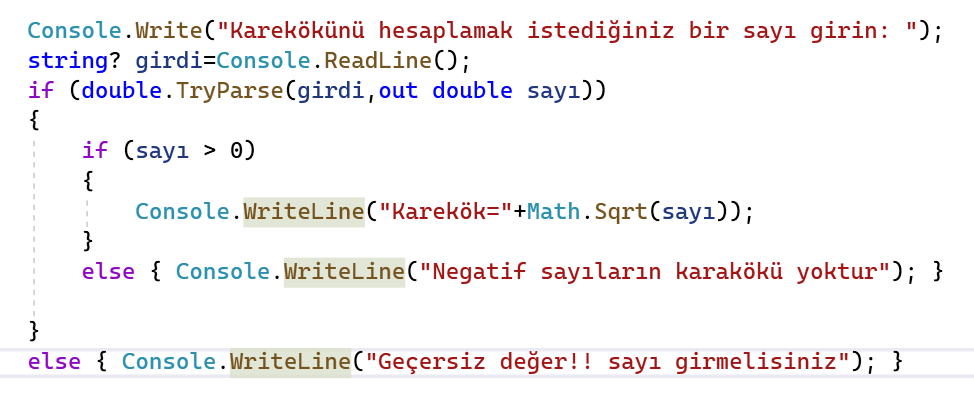 Console.Write("Karekökünü hesaplamak istediğiniz bir sayı girin: ");
string? girdi=Console.ReadLine();
if (double.TryParse(girdi,out double sayı))
{
    if (sayı > 0)
    {
        Console.WriteLine("Karekök="+Math.Sqrt(sayı));
    }
    else { Console.WriteLine("Negatif sayıların karakökü yoktur"); }
}
else { Console.WriteLine("Geçersiz değer!! sayı girmelisiniz"); }